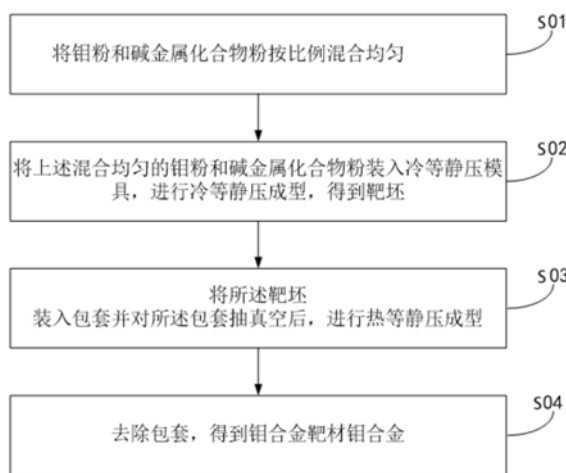 S01
将钼粉和碱金属化合物粉按比例混合均匀
S02
将上述混合均匀的钼粉和碱金属化合物粉装入冷等静压模
具，进行冷等静压成型，得到靶坯
S03
将所述靶坯
装入包套并对所述包套抽真空后，进行热等静压成型
S04
去除包套，得到钼合金靶材钼合金